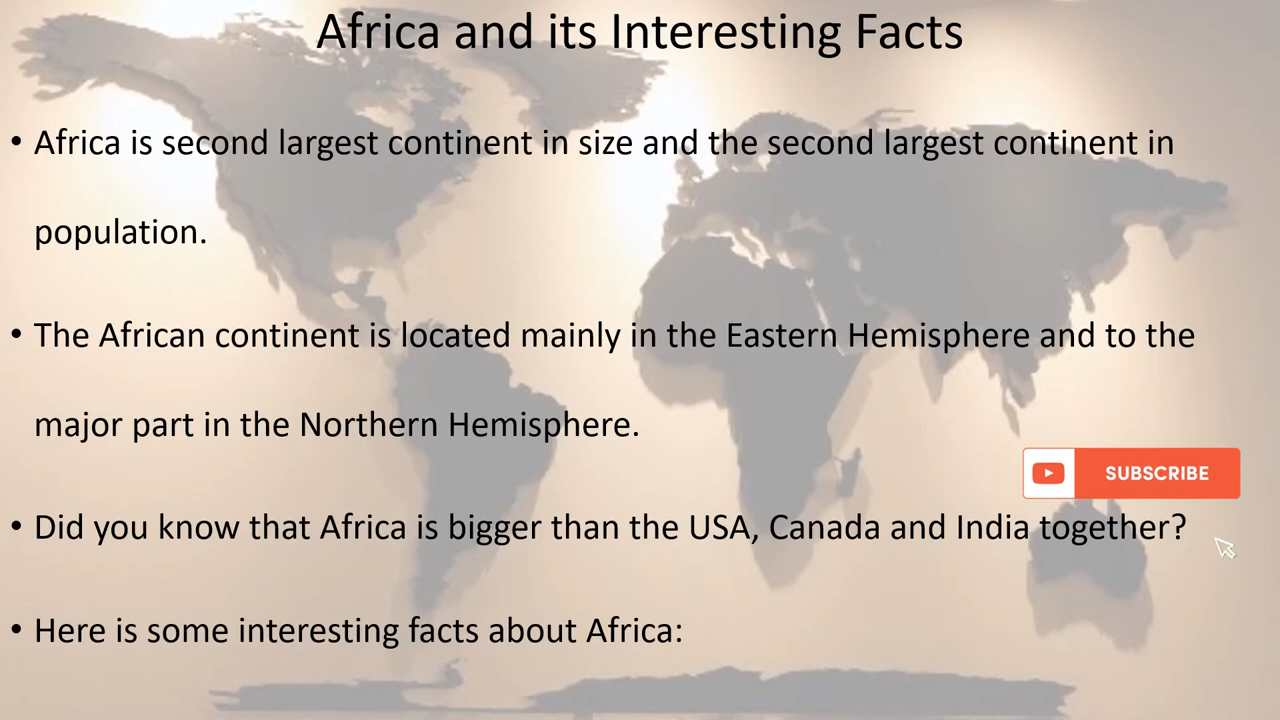 Africa and its Interesting Facts
• Africa is second largest continent in size and the second largest continent in
population.
• The African continent is located mainly in the Eastern Hemisphere and to the
major part in the Northern Hemisphere.
SUBSCRIBE
• Did you know that Africa is bigger than the USA, Canada and India together?
• Here is some interesting facts about Africa: